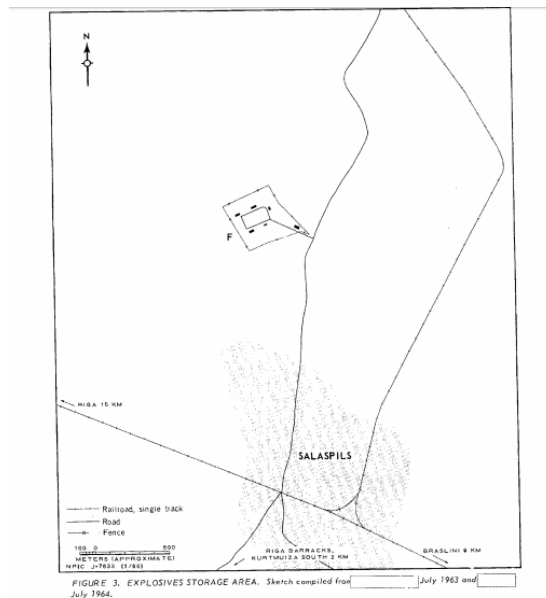 N
F
RIGA 15 KM
SALASPILS
Railroad, single track
Road
Fence
100 0 500
METERS (APPROXIMATE)
NPIC J-7833 (1/65)
RIGA BARRACKS,
KURTMUIZA SOUTH 2 KM
BRASLINI 8 KM
FIGURE 3. EXPLOSIVES STORAGE AREA. Sketch compiled from July 1963 and
July 1964.